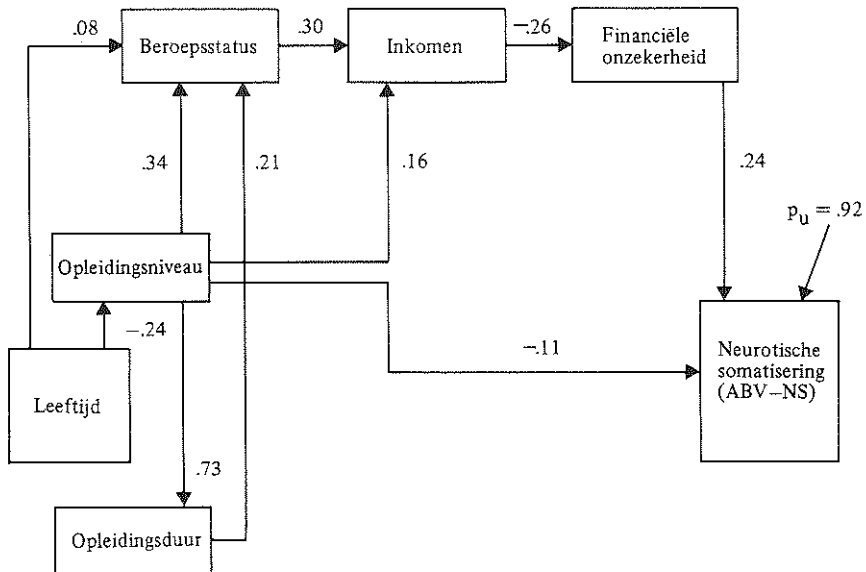 .08
Beroepsstatus
.30
Inkomen
−.26
Financiële
onzekerheid
.34
.21
.16
.24
p_u = .92
Opleidingsniveau
−.24
−.11
Neurotische
somatisering
(ABV−NS)
Leeftijd
.73
Opleidingsduur